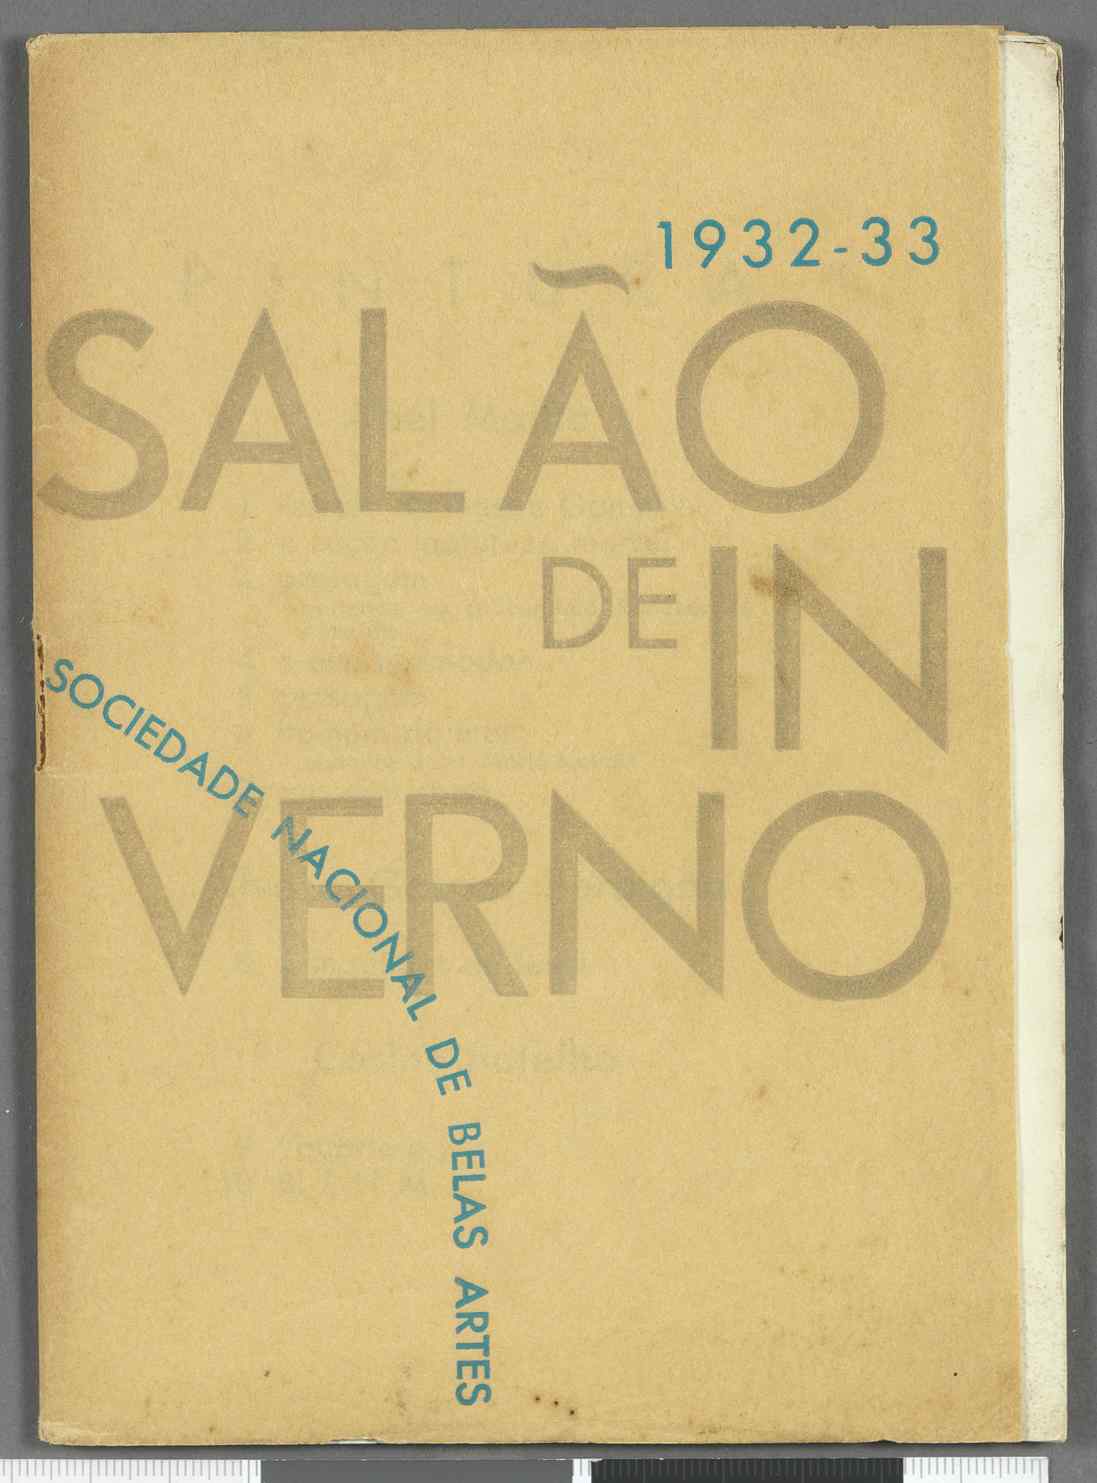 1932-33
SALÃO
DE IN
VERNO
SOCIEDADE NACIONAL DE BELAS ARTES